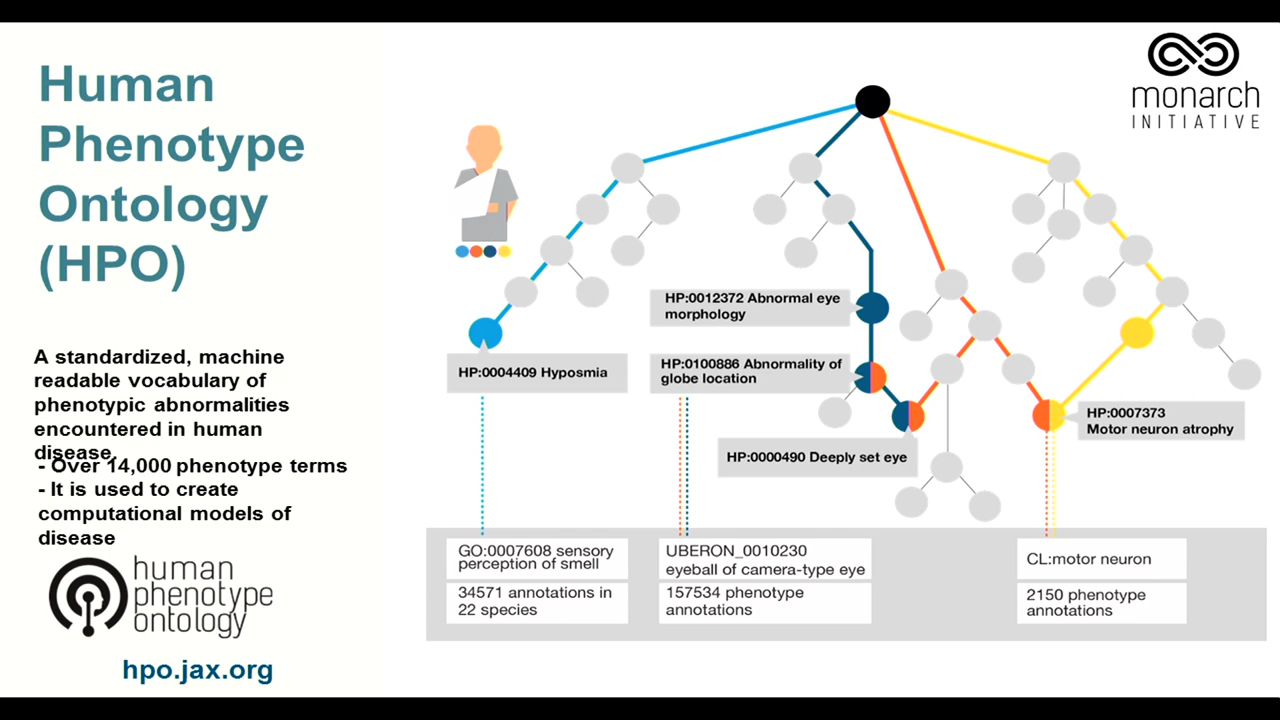 Human
Phenotype
Ontology
(HPO)
A standardized, machine
readable vocabulary of
phenotypic abnormalities
encountered in human
disease.
- Over 14,000 phenotype terms
- It is used to create
computational models of
disease
human
phenotype
ontology
hpo.jax.org
monarch
INITIATIVE
HP:0012372 Abnormal eye
morphology
HP:0004409 Hyposmia
HP:0100886 Abnormality of
globe location
HP:0000490 Deeply set eye
HP:0007373
Motor neuron atrophy
GO:0007608 sensory
perception of smell
34571 annotations in
22 species
UBERON_0010230
eyeball of camera-type eye
157534 phenotype
annotations
CL:motor neuron
2150 phenotype
annotations